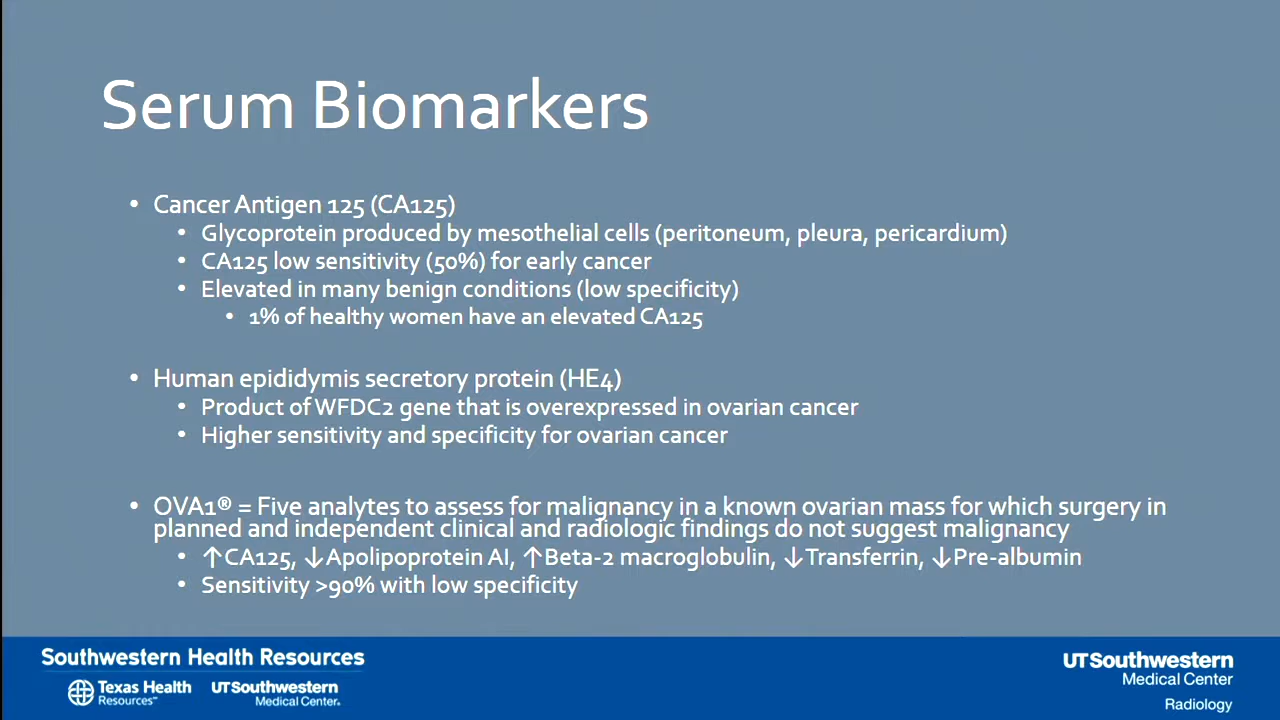 Serum Biomarkers
• Cancer Antigen 125 (CA125)
• Glycoprotein produced by mesothelial cells (peritoneum, pleura, pericardium)
• CA125 low sensitivity (50%) for early cancer
• Elevated in many benign conditions (low specificity)
• 1% of healthy women have an elevated CA125
• Human epididymis secretory protein (HE4)
• Product of WFDC2 gene that is overexpressed in ovarian cancer
• Higher sensitivity and specificity for ovarian cancer
• OVA1® = Five analytes to assess for malignancy in a known ovarian mass for which surgery in
planned and independent clinical and radiologic findings do not suggest malignancy
• ↑CA125, ↓Apolipoprotein AI, ↑Beta-2 macroglobulin, ↓Transferrin, ↓Pre-albumin
• Sensitivity >90% with low specificity
Southwestern Health Resources
Texas Health
Resources℠
UTSouthwestern
Medical Center.
UTSouthwestern
Medical Center
Radiology